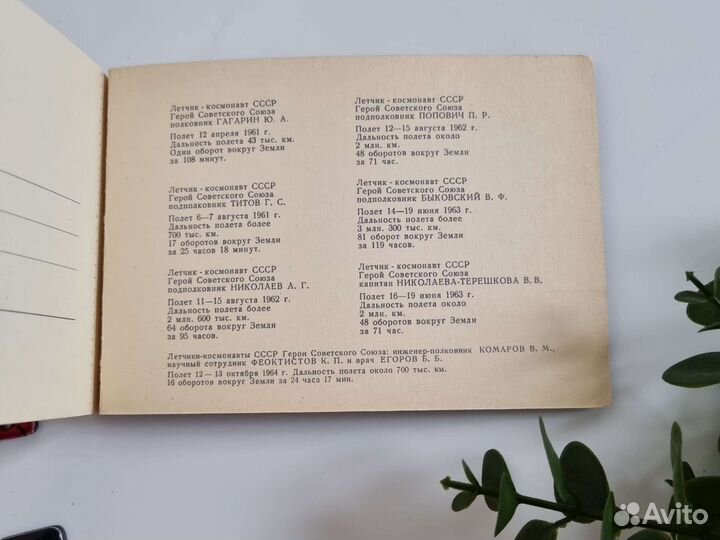 Летчик-космонавт СССР
Герой Советского Союза
полковник ГАГАРИН Ю. А.
Полет 12 апреля 1961 г.
Дальность полета 43 тыс. км.
Один оборот вокруг Земли
за 108 минут.
Летчик-космонавт СССР
Герой Советского Союза
подполковник ТИТОВ Г. С.
Полет 6—7 августа 1961 г.
Дальность полета более
700 тыс. км.
17 оборотов вокруг Земли
за 25 часов 18 минут.
Летчик-космонавт СССР
Герой Советского Союза
подполковник НИКОЛАЕВ А. Г.
Полет 11—15 августа 1962 г.
Дальность полета более
2 млн. 600 тыс. км.
64 оборота вокруг Земли
за 95 часов.
Летчик-космонавт СССР
Герой Советского Союза
подполковник ПОПОВИЧ П. Р.
Полет 12—15 августа 1962 г.
Дальность полета около
2 млн. км.
48 оборотов вокруг Земли
за 71 час.
Летчик-космонавт СССР
Герой Советского Союза
подполковник БЫКОВСКИЙ В. Ф.
Полет 14—19 июня 1963 г.
Дальность полета более
3 млн. 300 тыс. км.
81 оборот вокруг Земли
за 119 часов.
Летчик-космонавт СССР
Герой Советского Союза
капитан НИКОЛАЕВА-ТЕРЕШКОВА В. В.
Полет 16—19 июня 1963 г.
Дальность полета около
2 млн. км.
48 оборотов вокруг Земли
за 71 час.
Летчики-космонавты СССР Герои Советского Союза: инженер-полковник КОМАРОВ В. М.,
научный сотрудник ФЕОКТИСТОВ К. П. и врач ЕГОРОВ Б. Б.
Полет 12—13 октября 1964 г. Дальность полета около 700 тыс. км.
16 оборотов вокруг Земли за 24 часа 17 мин.
Avito